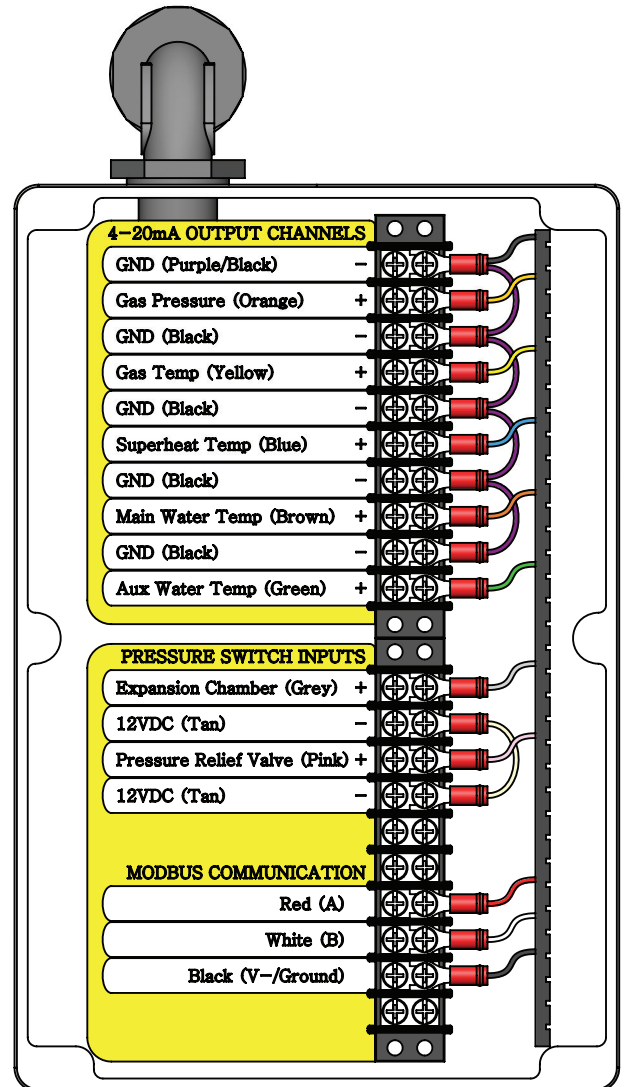 4-20mA OUTPUT CHANNELS
GND (Purple/Black) -
Gas Pressure (Orange) +
GND (Black) -
Gas Temp (Yellow) +
GND (Black) -
Superheat Temp (Blue) +
GND (Black) -
Main Water Temp (Brown) +
GND (Black) -
Aux Water Temp (Green) +
PRESSURE SWITCH INPUTS
Expansion Chamber (Grey) +
12VDC (Tan) -
Pressure Relief Valve (Pink) +
12VDC (Tan) -
MODBUS COMMUNICATION
Red (A)
White (B)
Black (V-/Ground)